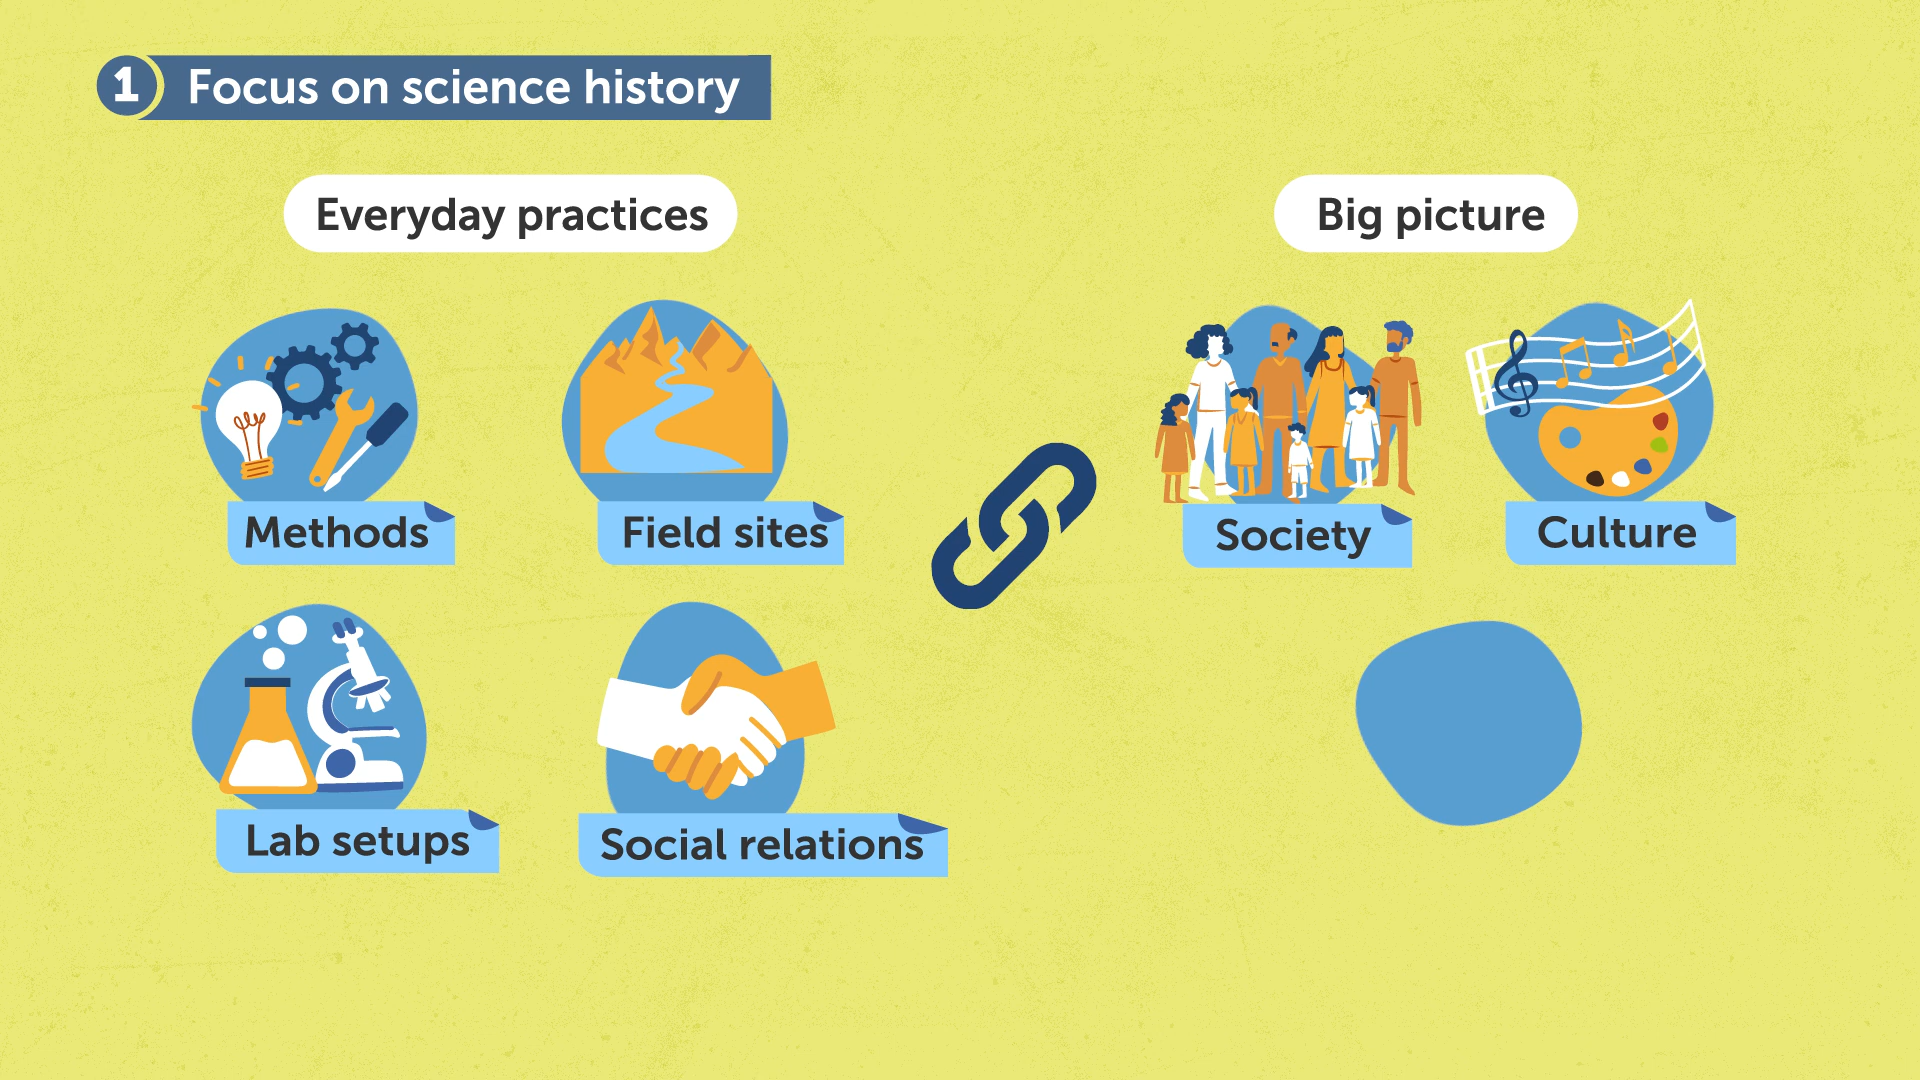 1 Focus on science history
Everyday practices
Big picture
Methods
Field sites
Society
Culture
Lab setups
Social relations